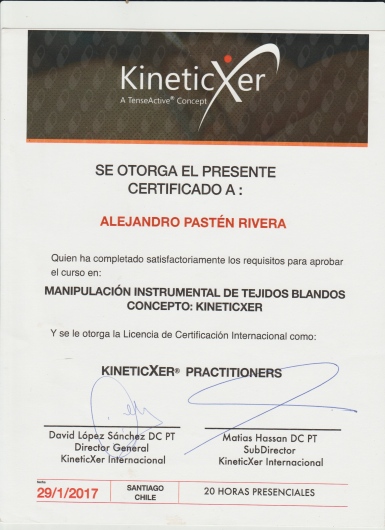 KineticXer
A TenseActive® Concept
SE OTORGA EL PRESENTE
CERTIFICADO A :
ALEJANDRO PASTÉN RIVERA
Quien ha completado satisfactoriamente los requisitos para aprobar
el curso en:
MANIPULACIÓN INSTRUMENTAL DE TEJIDOS BLANDOS
CONCEPTO: KINETICXER
Y se le otorga la Licencia de Certificación Internacional como:
KINETICXER® PRACTITIONERS
David López Sánchez DC PT
Director General
KineticXer Internacional
Matias Hassan DC PT
SubDirector
KineticXer Internacional
29/1/2017
SANTIAGO
CHILE
20 HORAS PRESENCIALES